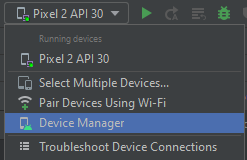 Pixel 2 API 30
Running devices
Pixel 2 API 30
Select Multiple Devices...
Pair Devices Using Wi-Fi
Device Manager
Troubleshoot Device Connections